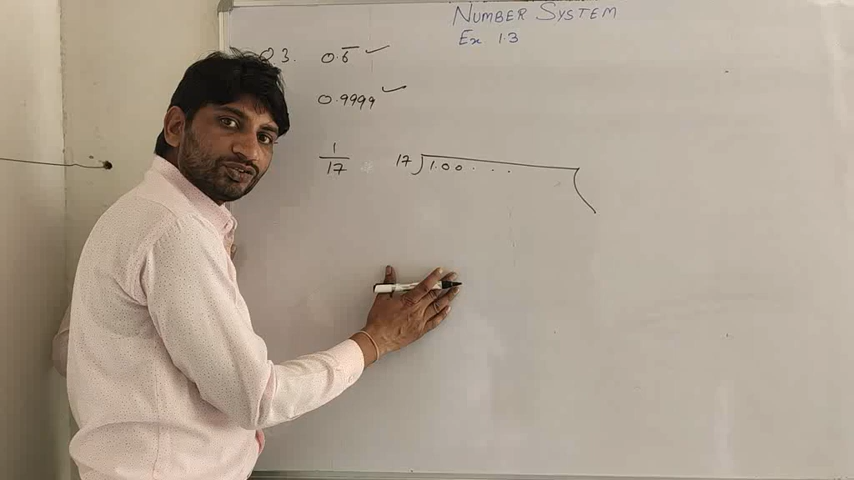 NUMBER SYSTEM
Ex 1.3
Q3. 0.6̅ ✓
0.9999 ✓
1/17 17)1.00.....